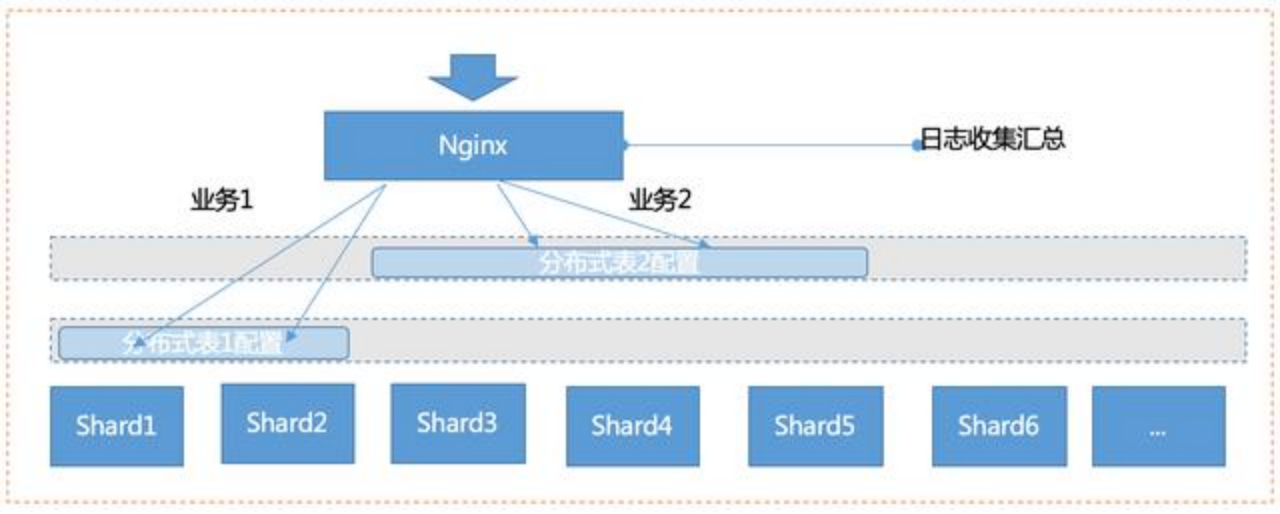 Nginx
日志收集汇总
业务1
业务2
分布式表2配置
分布式表1配置
Shard1
Shard2
Shard3
Shard4
Shard5
Shard6
...